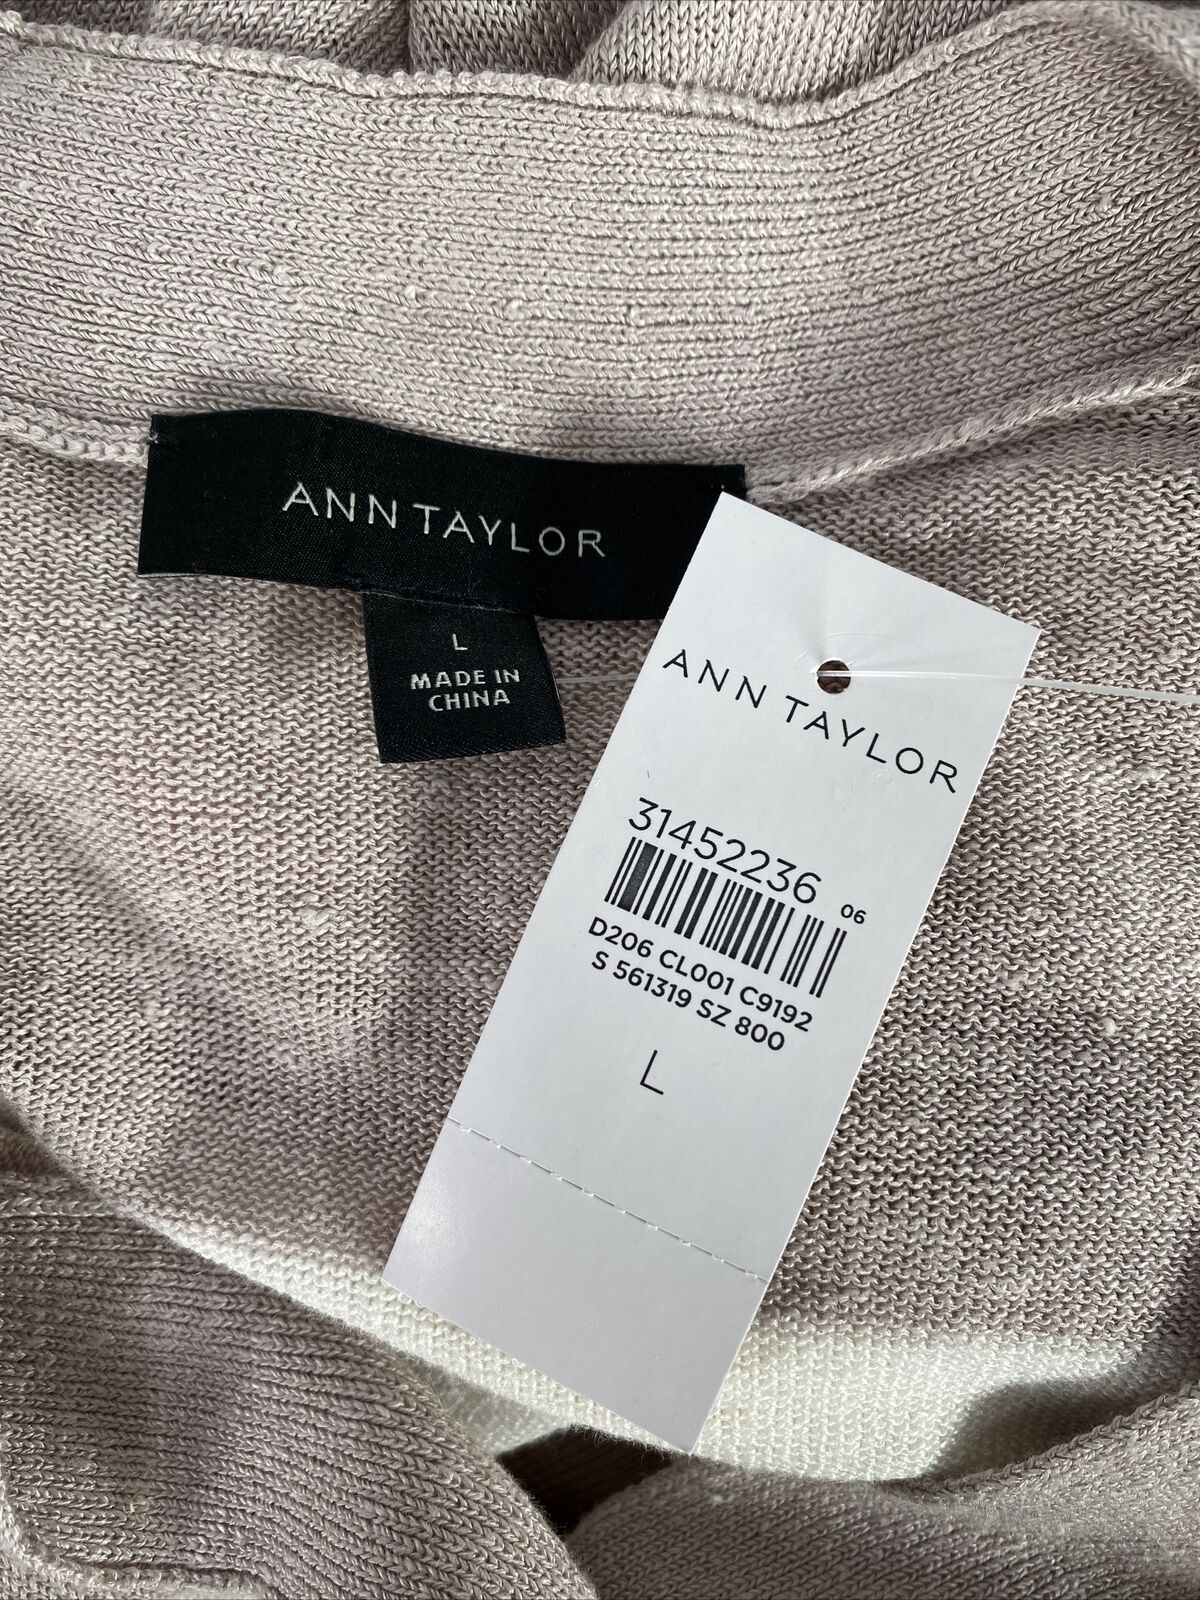 ANN TAYLOR
L
MADE IN
CHINA
ANN TAYLOR
31452236 06
D206 CL001 C9192
S 561319 SZ 800
L